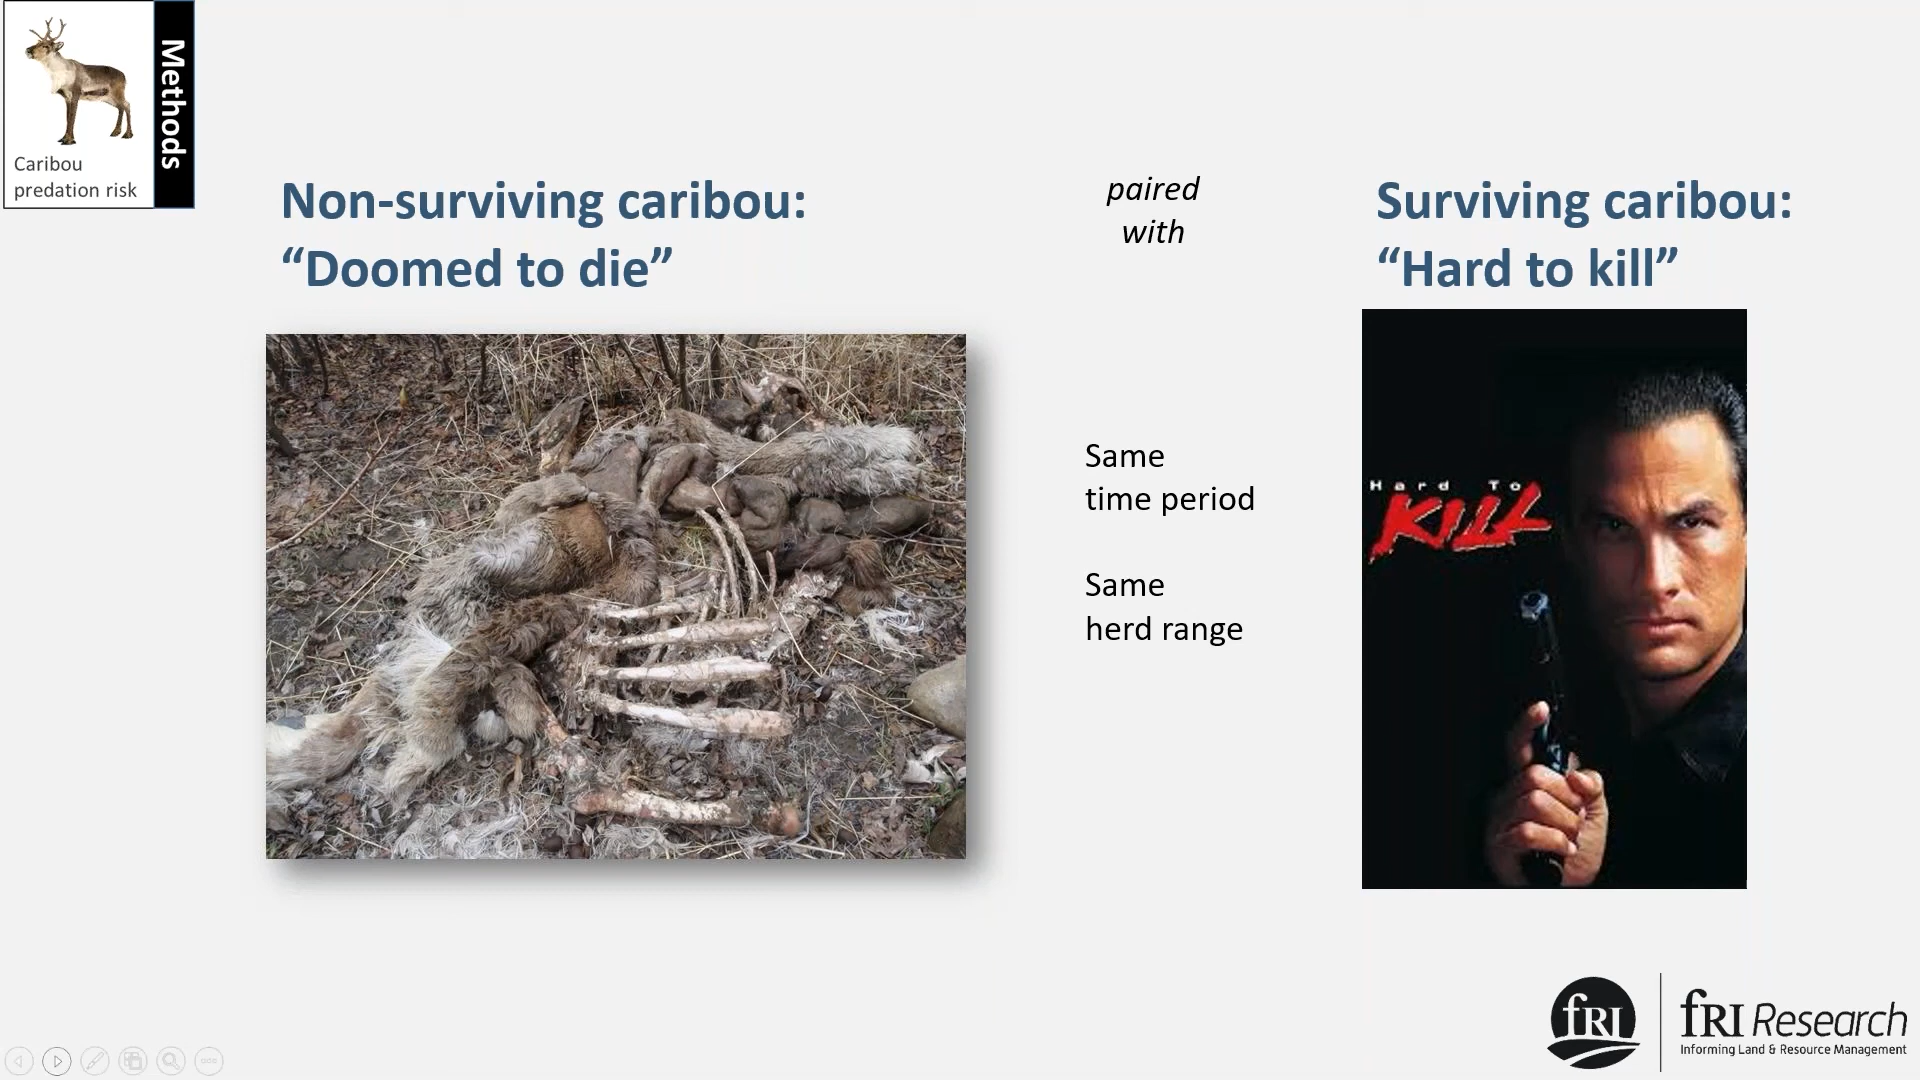 Methods
Caribou
predation risk
Non-surviving caribou:
“Doomed to die”
paired
with
Surviving caribou:
“Hard to kill”
Same
time period
Same
herd range
Hard To
KILL
fRI
fRI Research
Informing Land & Resource Management